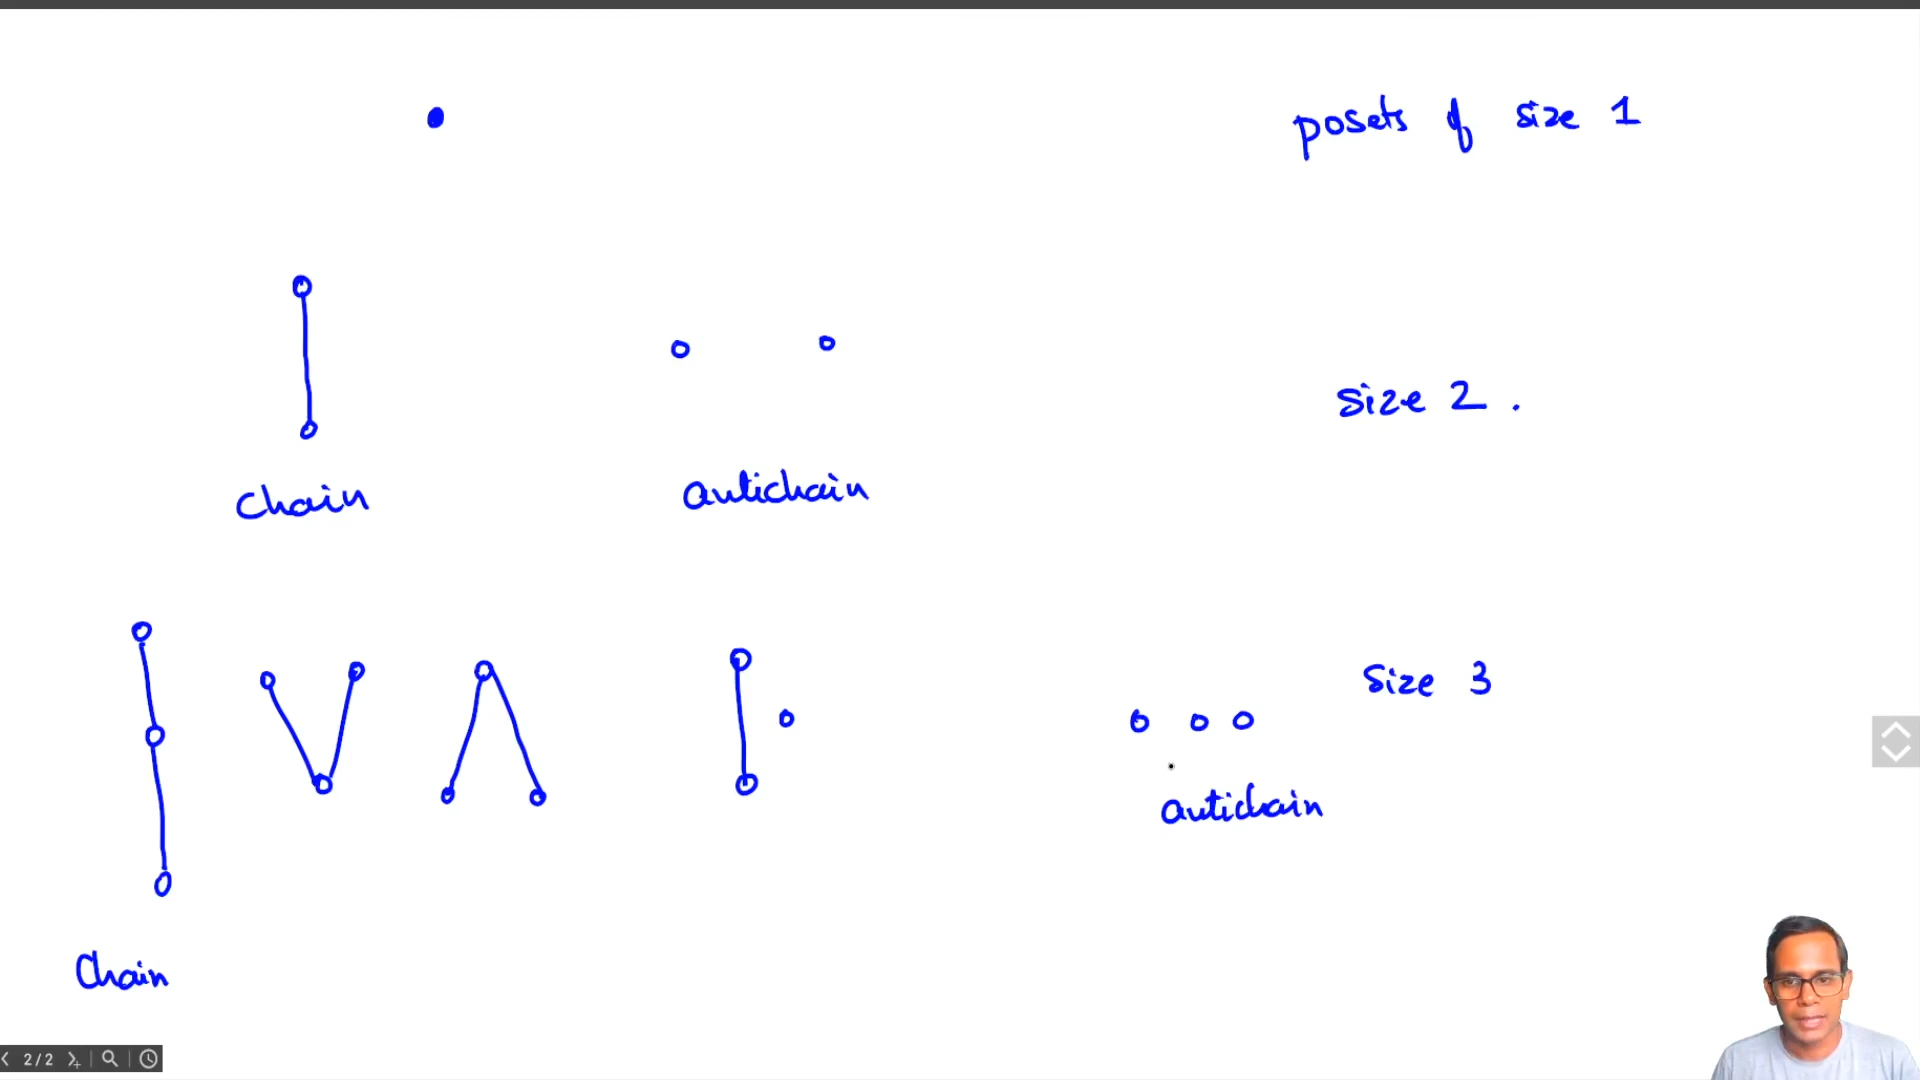 posets of size 1
size 2 .
chain
antichain
size 3
antichain
Chain
2/2